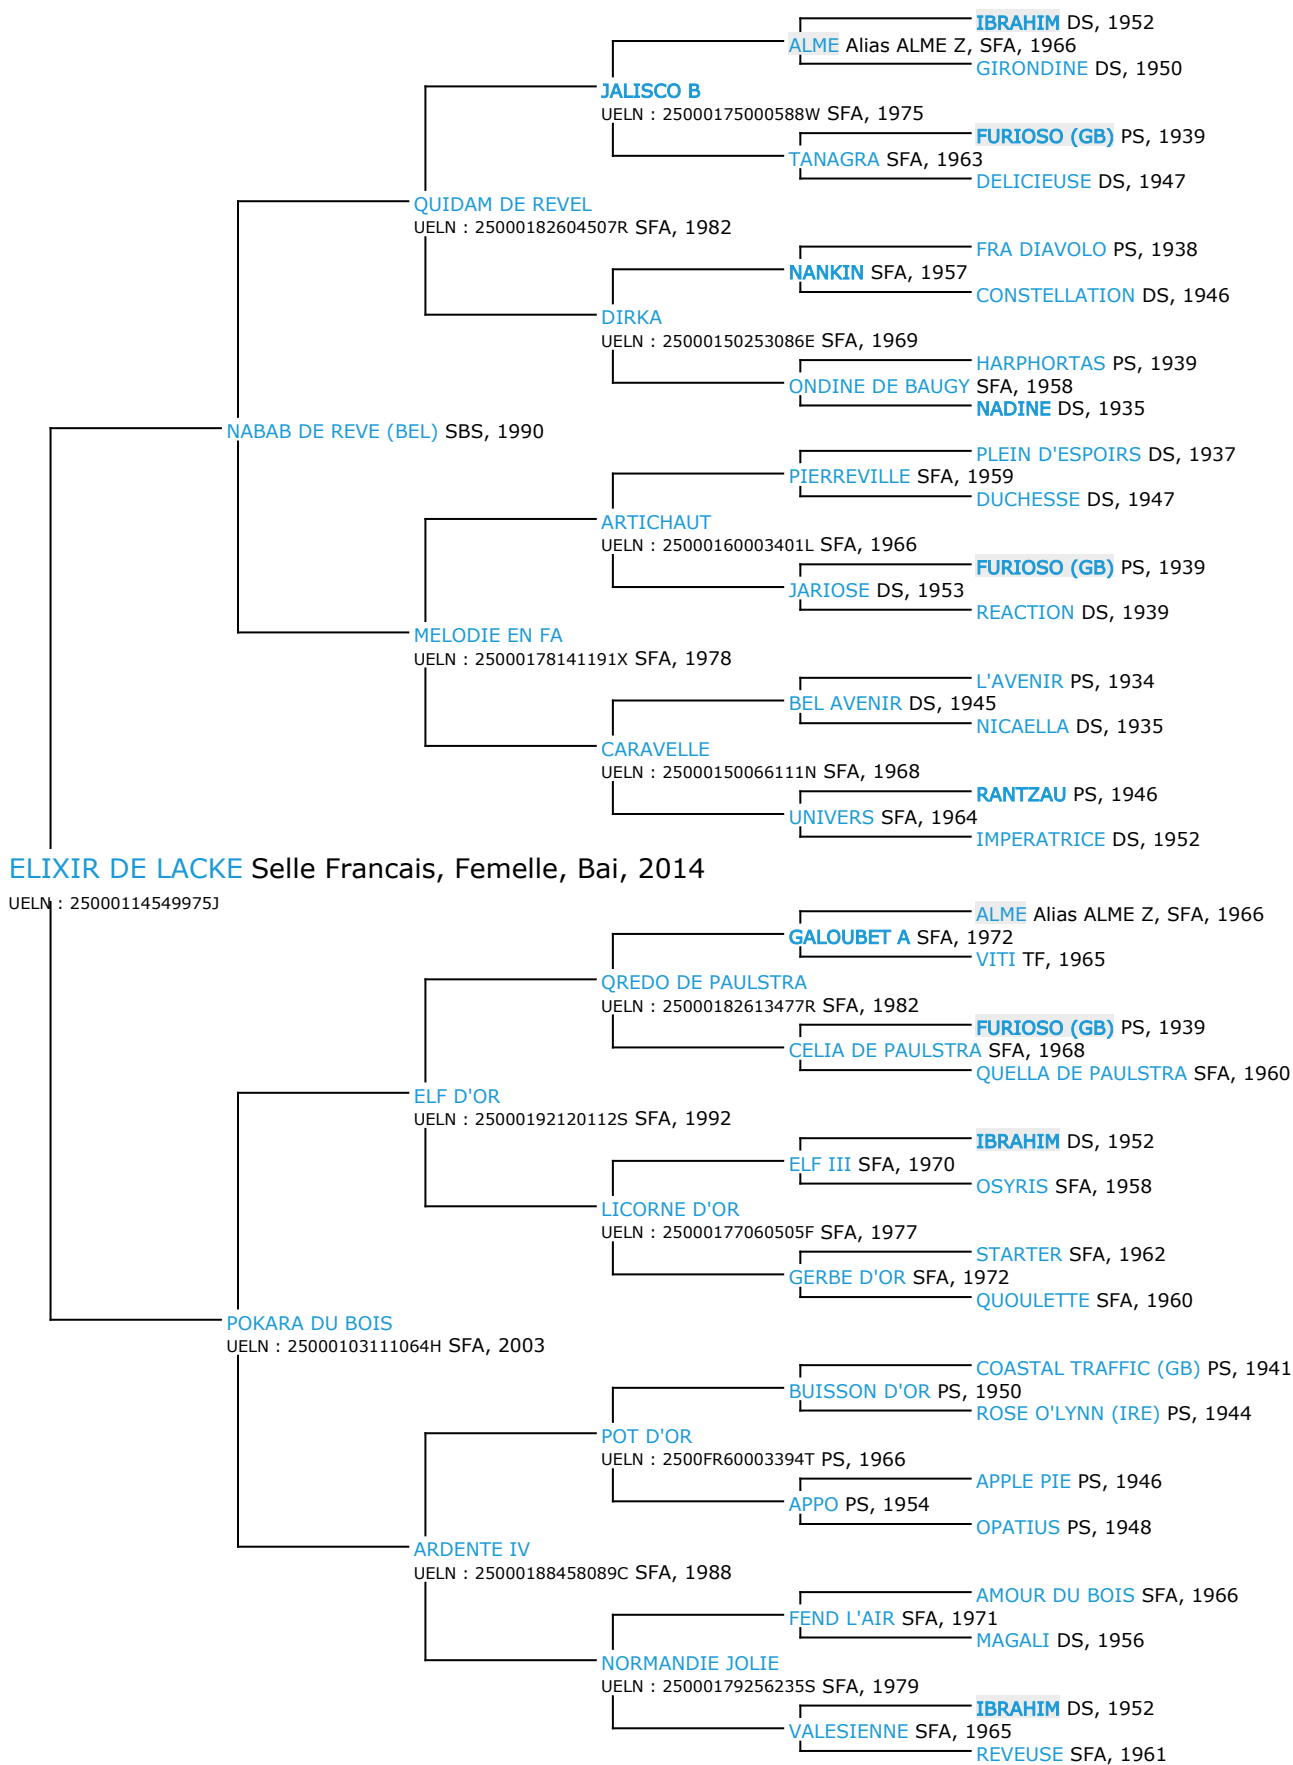 IBRAHIM DS, 1952
ALME Alias ALME Z, SFA, 1966
GIRONDINE DS, 1950
JALISCO B
UELN : 25000175000588W SFA, 1975
FURIOSO (GB) PS, 1939
TANAGRA SFA, 1963
DELICIEUSE DS, 1947
QUIDAM DE REVEL
UELN : 25000182604507R SFA, 1982
FRA DIAVOLO PS, 1938
NANKIN SFA, 1957
CONSTELLATION DS, 1946
DIRKA
UELN : 25000150253086E SFA, 1969
HARPHORTAS PS, 1939
ONDINE DE BAUGY SFA, 1958
NADINE DS, 1935
NABAB DE REVE (BEL) SBS, 1990
PLEIN D'ESPOIRS DS, 1937
PIERREVILLE SFA, 1959
DUCHESSE DS, 1947
ARTICHAUT
UELN : 25000160003401L SFA, 1966
FURIOSO (GB) PS, 1939
JARIOSE DS, 1953
REACTION DS, 1939
MELODIE EN FA
UELN : 25000178141191X SFA, 1978
L'AVENIR PS, 1934
BEL AVENIR DS, 1945
NICAELLA DS, 1935
CARAVELLE
UELN : 25000150066111N SFA, 1968
RANTZAU PS, 1946
UNIVERS SFA, 1964
IMPERATRICE DS, 1952
ELIXIR DE LACKE Selle Francais, Femelle, Bai, 2014
UELN : 25000114549975J
ALME Alias ALME Z, SFA, 1966
GALOUBET A SFA, 1972
VITI TF, 1965
QREDO DE PAULSTRA
UELN : 25000182613477R SFA, 1982
FURIOSO (GB) PS, 1939
CELIA DE PAULSTRA SFA, 1968
QUELLA DE PAULSTRA SFA, 1960
ELF D'OR
UELN : 25000192120112S SFA, 1992
IBRAHIM DS, 1952
ELF III SFA, 1970
OSYRIS SFA, 1958
LICORNE D'OR
UELN : 25000177060505F SFA, 1977
STARTER SFA, 1962
GERBE D'OR SFA, 1972
QUOULETTE SFA, 1960
POKARA DU BOIS
UELN : 25000103111064H SFA, 2003
COASTAL TRAFFIC (GB) PS, 1941
BUISSON D'OR PS, 1950
ROSE O'LYNN (IRE) PS, 1944
POT D'OR
UELN : 2500FR60003394T PS, 1966
APPLE PIE PS, 1946
APPO PS, 1954
OPATIUS PS, 1948
ARDENTE IV
UELN : 25000188458089C SFA, 1988
AMOUR DU BOIS SFA, 1966
FEND L'AIR SFA, 1971
MAGALI DS, 1956
NORMANDIE JOLIE
UELN : 25000179256235S SFA, 1979
IBRAHIM DS, 1952
VALESIENNE SFA, 1965
REVEUSE SFA, 1961